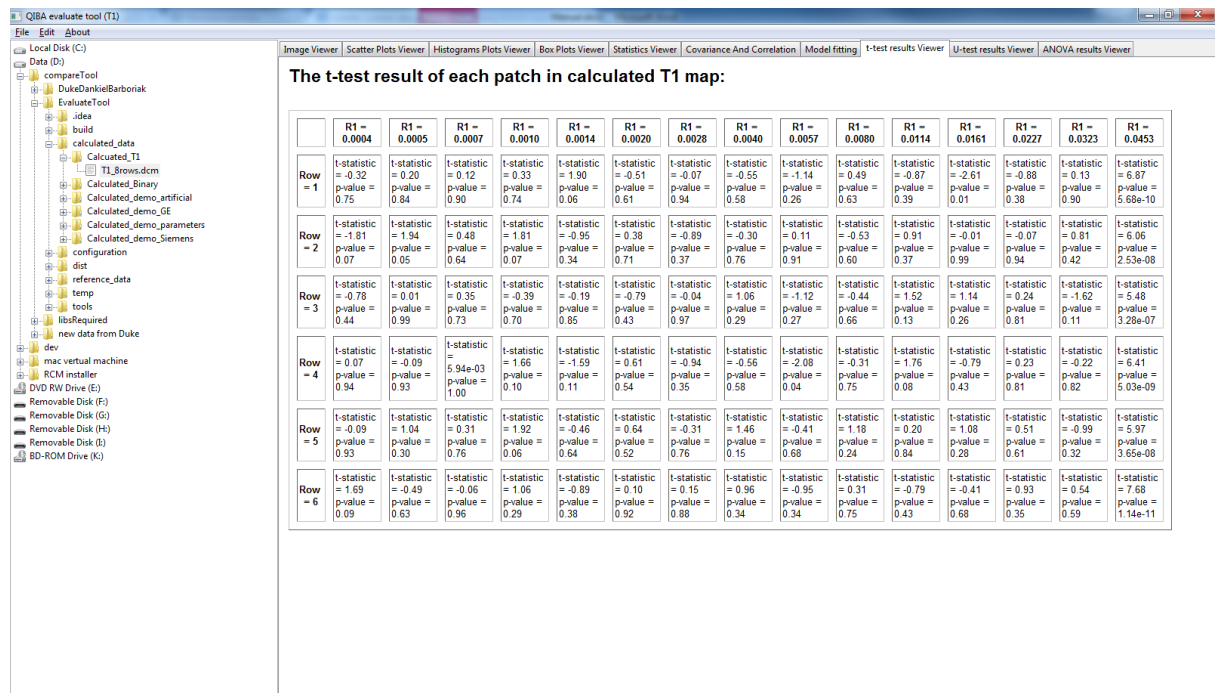 QIBA evaluate tool (T1)
File Edit About
Local Disk (C:)
Data (D:)
compareTool
DukeDankielBarboriak
EvaluateTool
.idea
build
calculated_data
Calcuated_T1
T1_8rows.dcm
Calculated_Binary
Calculated_demo_artificial
Calculated_demo_GE
Calculated_demo_parameters
Calculated_demo_Siemens
configuration
dist
reference_data
temp
tools
libsRequired
new data from Duke
dev
mac vertual machine
RCM installer
DVD RW Drive (E:)
Removable Disk (F:)
Removable Disk (G:)
Removable Disk (H:)
Removable Disk (I:)
BD-ROM Drive (K:)
Image Viewer Scatter Plots Viewer Histograms Plots Viewer Box Plots Viewer Statistics Viewer Covariance And Correlation Model fitting t-test results Viewer U-test results Viewer ANOVA results Viewer
The t-test result of each patch in calculated T1 map:
R1 = R1 = R1 = R1 = R1 = R1 = R1 = R1 = R1 = R1 = R1 = R1 = R1 = R1 = R1 =
0.0004 0.0005 0.0007 0.0010 0.0014 0.0020 0.0028 0.0040 0.0057 0.0080 0.0114 0.0161 0.0227 0.0323 0.0453
t-statistic t-statistic t-statistic t-statistic t-statistic t-statistic t-statistic t-statistic t-statistic t-statistic t-statistic t-statistic t-statistic t-statistic t-statistic
Row = -0.32 = 0.20 = 0.12 = 0.33 = 1.90 = -0.51 = -0.07 = -0.55 = -1.14 = 0.49 = -0.87 = -2.61 = -0.88 = 0.13 = 6.87
= 1 p-value = p-value = p-value = p-value = p-value = p-value = p-value = p-value = p-value = p-value = p-value = p-value = p-value = p-value = p-value =
0.75 0.84 0.90 0.74 0.06 0.61 0.94 0.58 0.26 0.63 0.39 0.01 0.38 0.90 5.68e-10
t-statistic t-statistic t-statistic t-statistic t-statistic t-statistic t-statistic t-statistic t-statistic t-statistic t-statistic t-statistic t-statistic t-statistic t-statistic
Row = -1.81 = 1.94 = 0.48 = 1.81 = -0.95 = 0.38 = -0.89 = -0.30 = 0.11 = -0.53 = 0.91 = -0.01 = -0.07 = 0.81 = 6.06
= 2 p-value = p-value = p-value = p-value = p-value = p-value = p-value = p-value = p-value = p-value = p-value = p-value = p-value = p-value = p-value =
0.07 0.05 0.64 0.07 0.34 0.71 0.37 0.76 0.91 0.60 0.37 0.99 0.94 0.42 2.53e-08
t-statistic t-statistic t-statistic t-statistic t-statistic t-statistic t-statistic t-statistic t-statistic t-statistic t-statistic t-statistic t-statistic t-statistic t-statistic
Row = -0.78 = 0.01 = 0.35 = -0.39 = -0.19 = -0.79 = -0.04 = 1.06 = -1.12 = -0.44 = 1.52 = 1.14 = 0.24 = -1.62 = 5.48
= 3 p-value = p-value = p-value = p-value = p-value = p-value = p-value = p-value = p-value = p-value = p-value = p-value = p-value = p-value = p-value =
0.44 0.99 0.73 0.70 0.85 0.43 0.97 0.29 0.27 0.66 0.13 0.26 0.81 0.11 3.28e-07
t-statistic t-statistic t-statistic = t-statistic t-statistic t-statistic t-statistic t-statistic t-statistic t-statistic t-statistic t-statistic t-statistic t-statistic t-statistic
Row = 0.07 = -0.09 5.94e-03 = 1.66 = -1.59 = 0.61 = -0.94 = -0.56 = -2.08 = -0.31 = 1.76 = -0.79 = 0.23 = -0.22 = 6.41
= 4 p-value = p-value = p-value = p-value = p-value = p-value = p-value = p-value = p-value = p-value = p-value = p-value = p-value = p-value = p-value =
0.94 0.93 1.00 0.10 0.11 0.54 0.35 0.58 0.04 0.75 0.08 0.43 0.81 0.82 5.03e-09
t-statistic t-statistic t-statistic t-statistic t-statistic t-statistic t-statistic t-statistic t-statistic t-statistic t-statistic t-statistic t-statistic t-statistic t-statistic
Row = -0.09 = 1.04 = 0.31 = 1.92 = -0.46 = 0.64 = -0.31 = 1.46 = -0.41 = 1.18 = 0.20 = 1.08 = 0.51 = -0.99 = 5.97
= 5 p-value = p-value = p-value = p-value = p-value = p-value = p-value = p-value = p-value = p-value = p-value = p-value = p-value = p-value = p-value =
0.93 0.30 0.76 0.06 0.64 0.52 0.76 0.15 0.68 0.24 0.84 0.28 0.61 0.32 3.65e-08
t-statistic t-statistic t-statistic t-statistic t-statistic t-statistic t-statistic t-statistic t-statistic t-statistic t-statistic t-statistic t-statistic t-statistic t-statistic
Row = 1.69 = -0.49 = -0.06 = 1.06 = -0.89 = 0.10 = 0.15 = 0.96 = -0.95 = 0.31 = -0.79 = -0.41 = 0.93 = 0.54 = 7.68
= 6 p-value = p-value = p-value = p-value = p-value = p-value = p-value = p-value = p-value = p-value = p-value = p-value = p-value = p-value = p-value =
0.09 0.63 0.96 0.29 0.38 0.92 0.88 0.34 0.34 0.75 0.43 0.68 0.35 0.59 1.14e-11